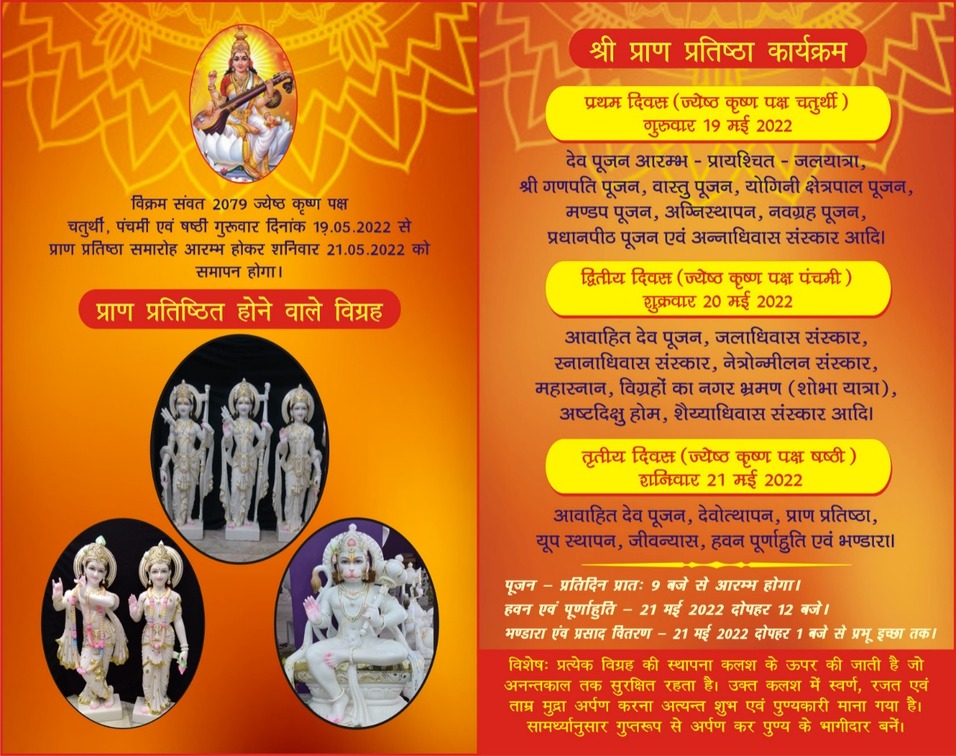 विक्रम संवत 2079 ज्येष्ठ कृष्ण पक्ष
चतुर्थी, पंचमी एवं षष्ठी गुरूवार दिनांक 19.05.2022 से
प्राण प्रतिष्ठा समारोह आरम्भ होकर शनिवार 21.05.2022 को
समापन होगा।
प्राण प्रतिष्ठित होने वाले विग्रह
श्री प्राण प्रतिष्ठा कार्यक्रम
प्रथम दिवस (ज्येष्ठ कृष्ण पक्ष चतुर्थी )
गुरुवार 19 मई 2022
देव पूजन आरम्भ - प्रायश्चित - जलयात्रा,
श्री गणपति पूजन, वास्तु पूजन, योगिनी क्षेत्रपाल पूजन,
मण्डप पूजन, अग्निस्थापन, नवग्रह पूजन,
प्रधानपीठ पूजन एवं अन्नाधिवास संस्कार आदि।
द्वितीय दिवस (ज्येष्ठ कृष्ण पक्ष पंचमी )
शुक्रवार 20 मई 2022
आवाहित देव पूजन, जलाधिवास संस्कार,
स्नानाधिवास संस्कार, नेत्रोन्मीलन संस्कार,
महास्नान, विग्रहों का नगर भ्रमण (शोभा यात्रा),
अष्टदिक्षु होम, शैय्याधिवास संस्कार आदि।
तृतीय दिवस (ज्येष्ठ कृष्ण पक्ष षष्ठी )
शनिवार 21 मई 2022
आवाहित देव पूजन, देवोत्थापन, प्राण प्रतिष्ठा,
यूप स्थापन, जीवन्यास, हवन पूर्णाहुति एवं भण्डारा।
पूजन – प्रतिदिन प्रातः 9 बजे से आरम्भ होगा।
हवन एवं पूर्णाहुति – 21 मई 2022 दोपहर 12 बजे।
भण्डारा एंव प्रसाद वितरण – 21 मई 2022 दोपहर 1 बजे से प्रभू इच्छा तक।
विशेषः प्रत्येक विग्रह की स्थापना कलश के ऊपर की जाती है जो
अनन्तकाल तक सुरक्षित रहता है। उक्त कलश में स्वर्ण, रजत एवं
ताम्र मुद्रा अर्पण करना अत्यन्त शुभ एवं पुण्यकारी माना गया है।
सामर्थ्यानुसार गुप्तरूप से अर्पण कर पुण्य के भागीदार बनें।